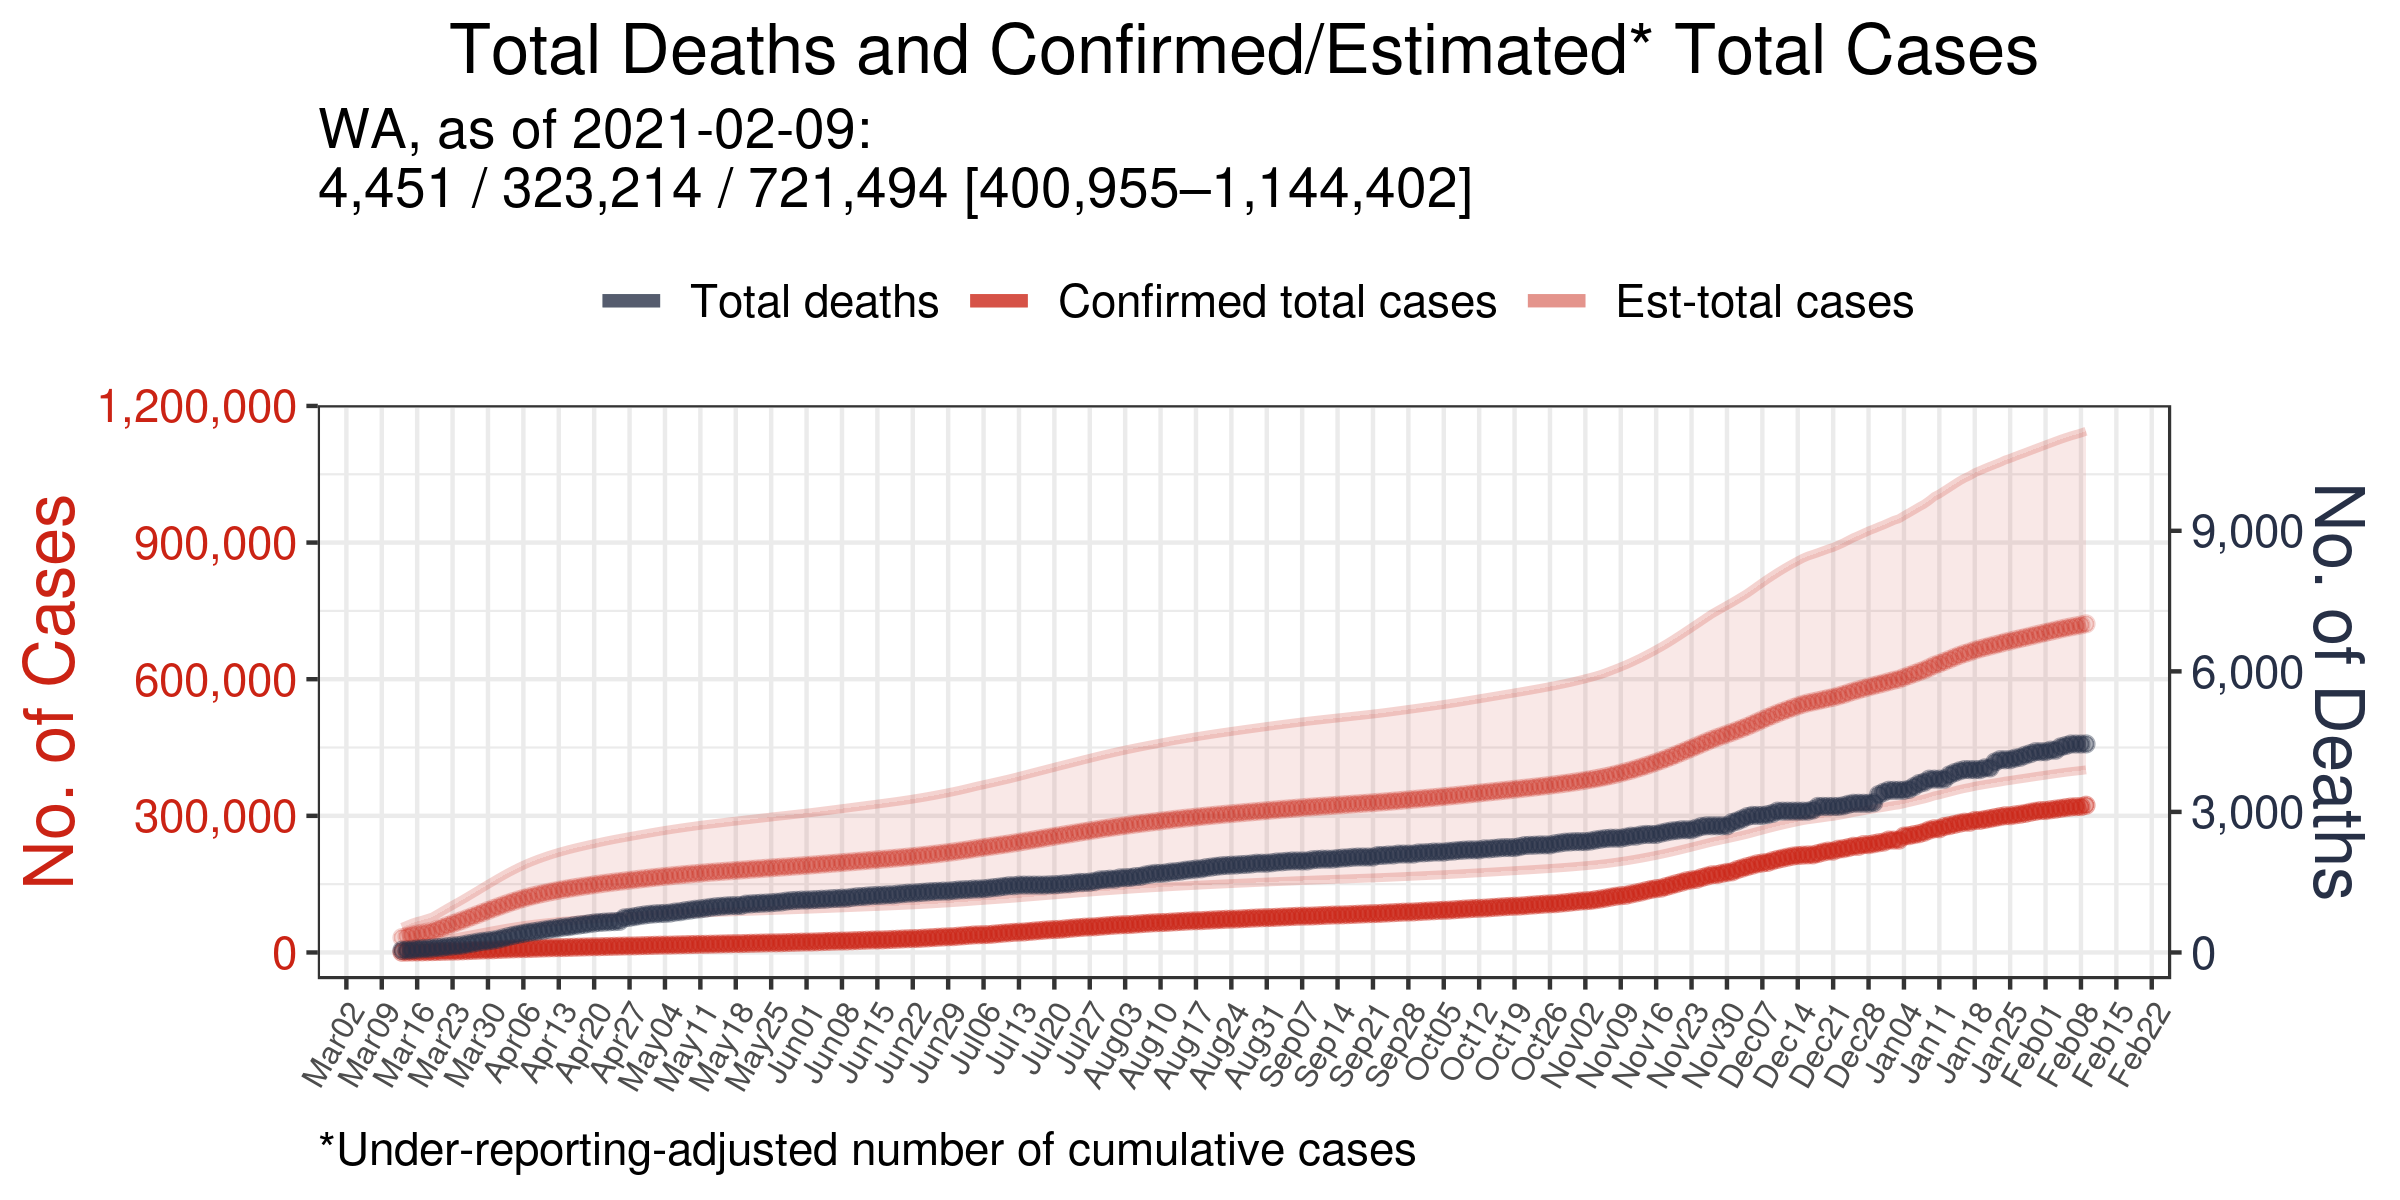 Total Deaths and Confirmed/Estimated* Total Cases
WA, as of 2021-02-09:
4,451 / 323,214 / 721,494 [400,955–1,144,402]
Total deaths
Confirmed total cases
Est-total cases
No. of Cases
1,200,000
900,000
600,000
300,000
0
9,000
6,000
3,000
0
No. of Deaths
Mar02
Mar09
Mar16
Mar23
Mar30
Apr06
Apr13
Apr20
Apr27
May04
May11
May18
May25
Jun01
Jun08
Jun15
Jun22
Jun29
Jul06
Jul13
Jul20
Jul27
Aug03
Aug10
Aug17
Aug24
Aug31
Sep07
Sep14
Sep21
Sep28
Oct05
Oct12
Oct19
Oct26
Nov02
Nov09
Nov16
Nov23
Nov30
Dec07
Dec14
Dec21
Dec28
Jan04
Jan11
Jan18
Jan25
Feb01
Feb08
Feb15
Feb22
*Under-reporting-adjusted number of cumulative cases